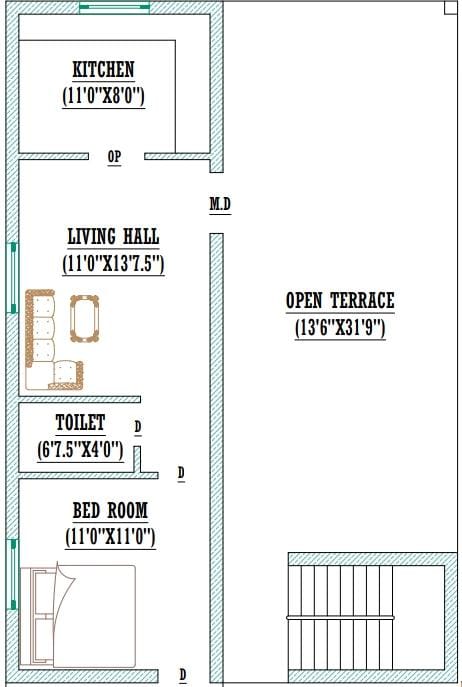 KITCHEN
(11'0"X8'0")
OP
M.D
LIVING HALL
(11'0"X13'7.5")
OPEN TERRACE
(13'6"X31'9")
TOILET
(6'7.5"X4'0")
D
D
BED ROOM
(11'0"X11'0")
D